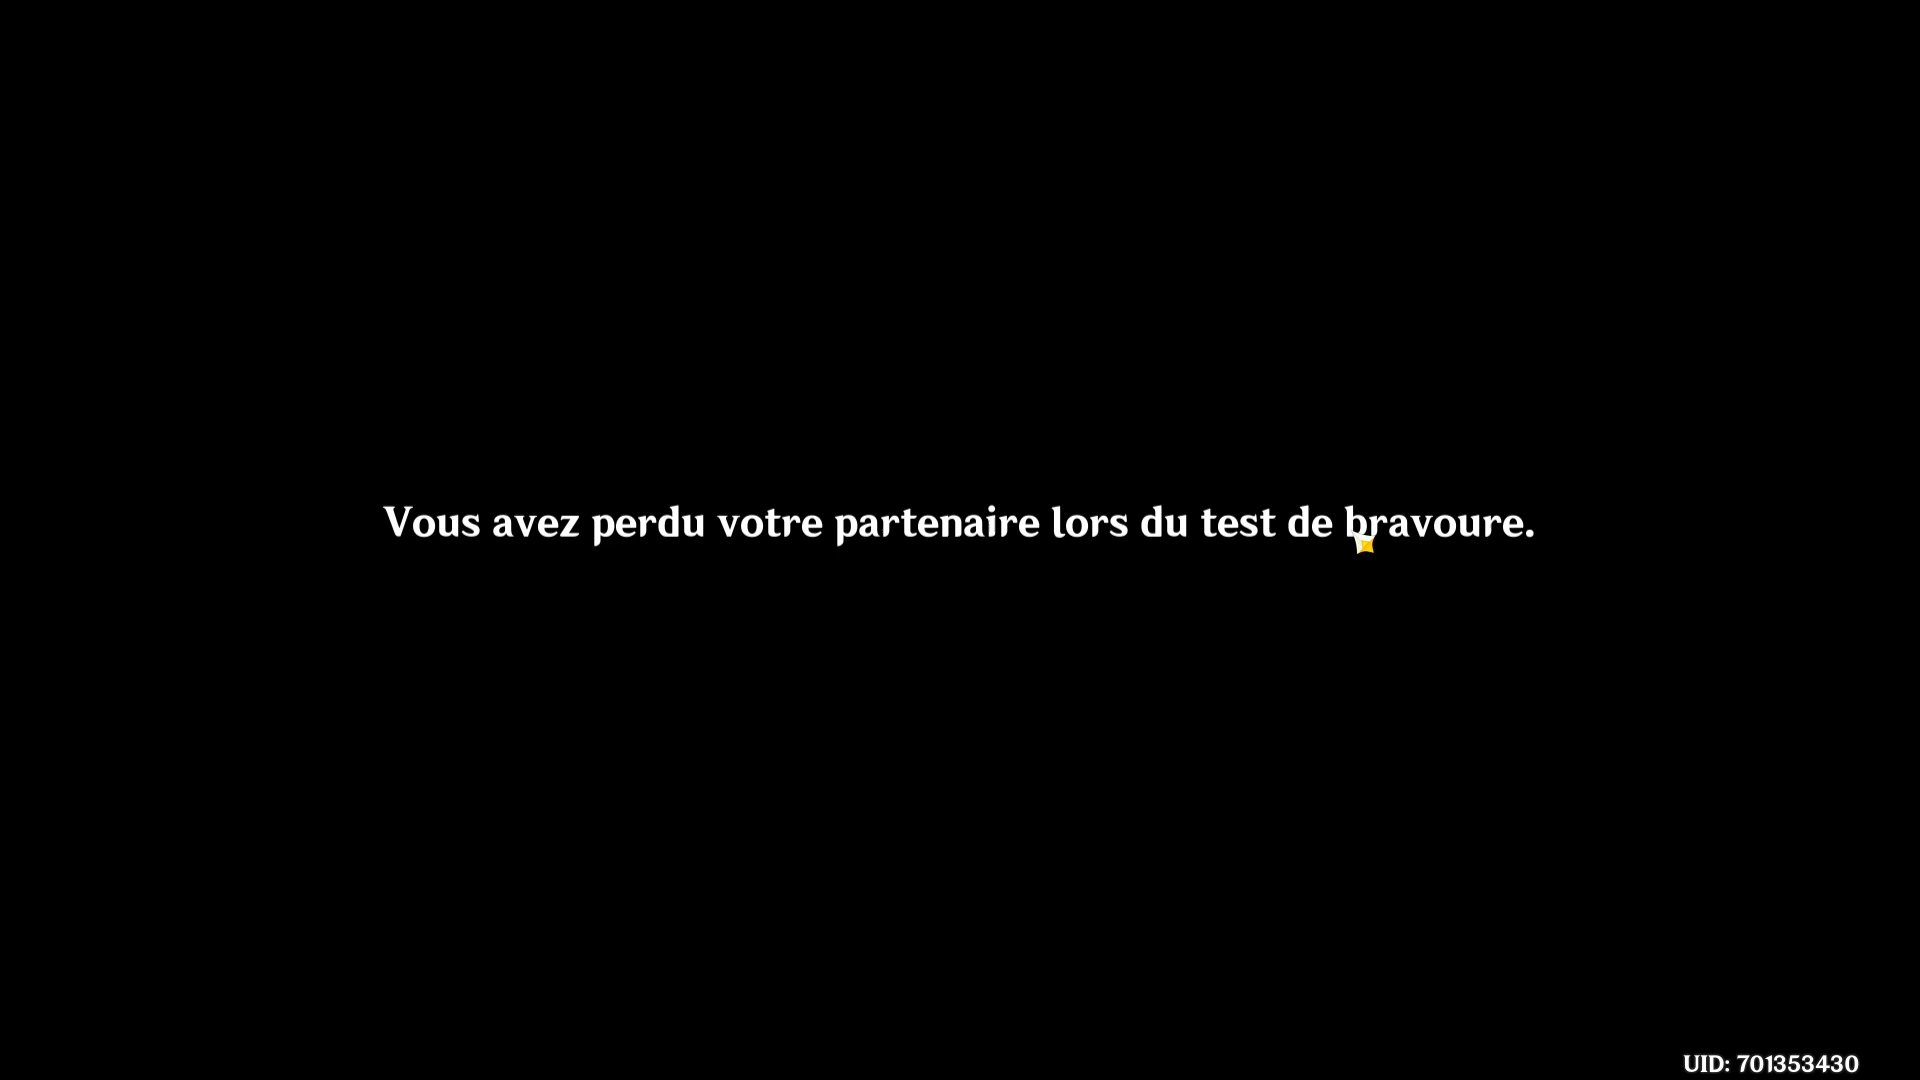 Vous avez perdu votre partenaire lors du test de bravoure.
UID: 701353430